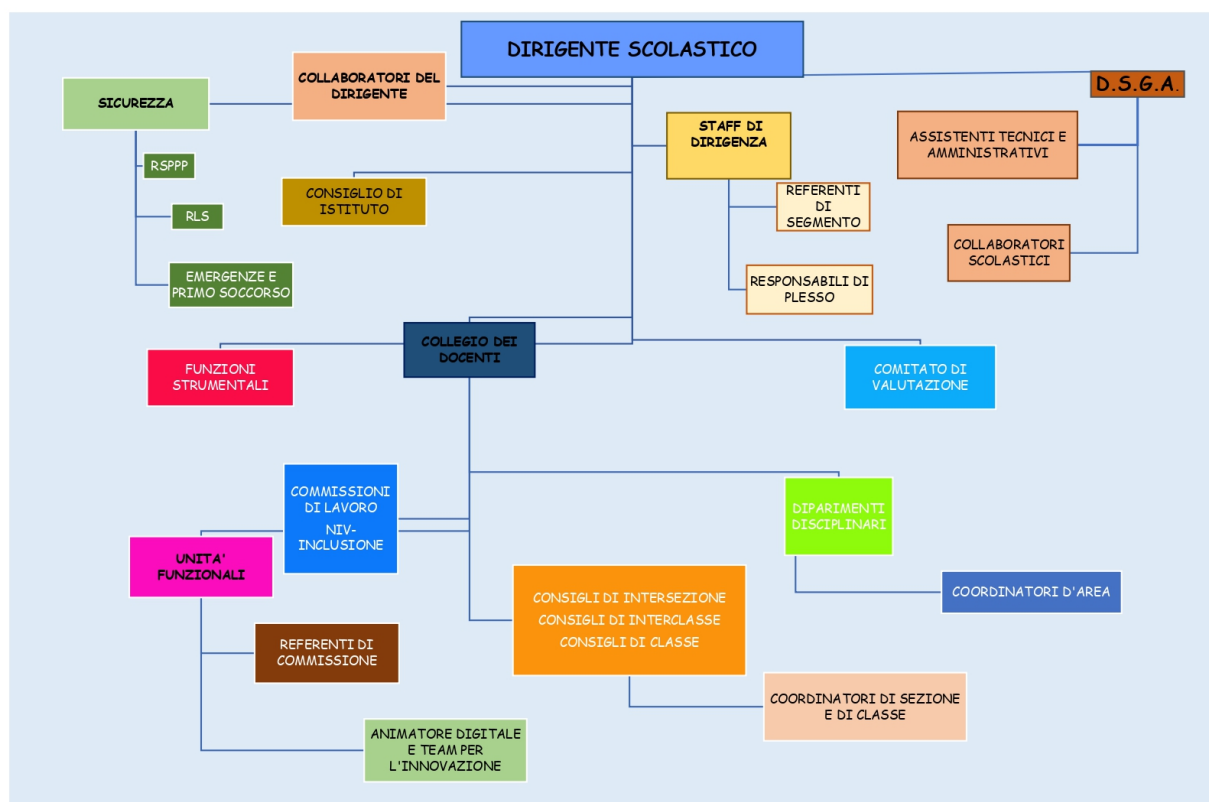 DIRIGENTE SCOLASTICO
COLLABORATORI DEL
DIRIGENTE
D.S.G.A.
SICUREZZA
STAFF DI
DIRIGENZA
ASSISTENTI TECNICI E
AMMINISTRATIVI
RSPPP
CONSIGLIO DI
ISTITUTO
REFERENTI
DI
SEGMENTO
RLS
COLLABORATORI
SCOLASTICI
EMERGENZE E
PRIMO SOCCORSO
RESPONSABILI DI
PLESSO
COLLEGIO DEI
DOCENTI
FUNZIONI
STRUMENTALI
COMITATO DI
VALUTAZIONE
COMMISSIONI
DI LAVORO
NIV-
INCLUSIONE
DIPARIMENTI
DISCIPLINARI
UNITA'
FUNZIONALI
CONSIGLI DI INTERSEZIONE
CONSIGLI DI INTERCLASSE
CONSIGLI DI CLASSE
COORDINATORI D'AREA
REFERENTI DI
COMMISSIONE
COORDINATORI DI SEZIONE
E DI CLASSE
ANIMATORE DIGITALE
E TEAM PER
L'INNOVAZIONE